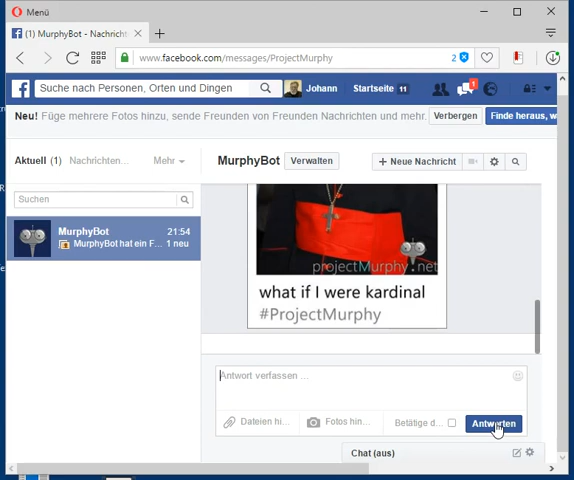 Menü
(1) MurphyBot - Nachricht
www.facebook.com/messages/ProjectMurphy
2
Suche nach Personen, Orten und Dingen
Johann
Startseite 11
1
Neu! Füge mehrere Fotos hinzu, sende Freunden von Freunden Nachrichten und mehr.
Verbergen
Finde heraus, w
Aktuell (1)
Nachrichten...
Mehr
MurphyBot
Verwalten
+ Neue Nachricht
Suchen
MurphyBot
21:54
MurphyBot hat ein F...
1 neu
projectMurphy.net
what if I were kardinal
#ProjectMurphy
Antwort verfassen ...
Dateien hi...
Fotos hin...
Betätige d...
Antworten
Chat (aus)